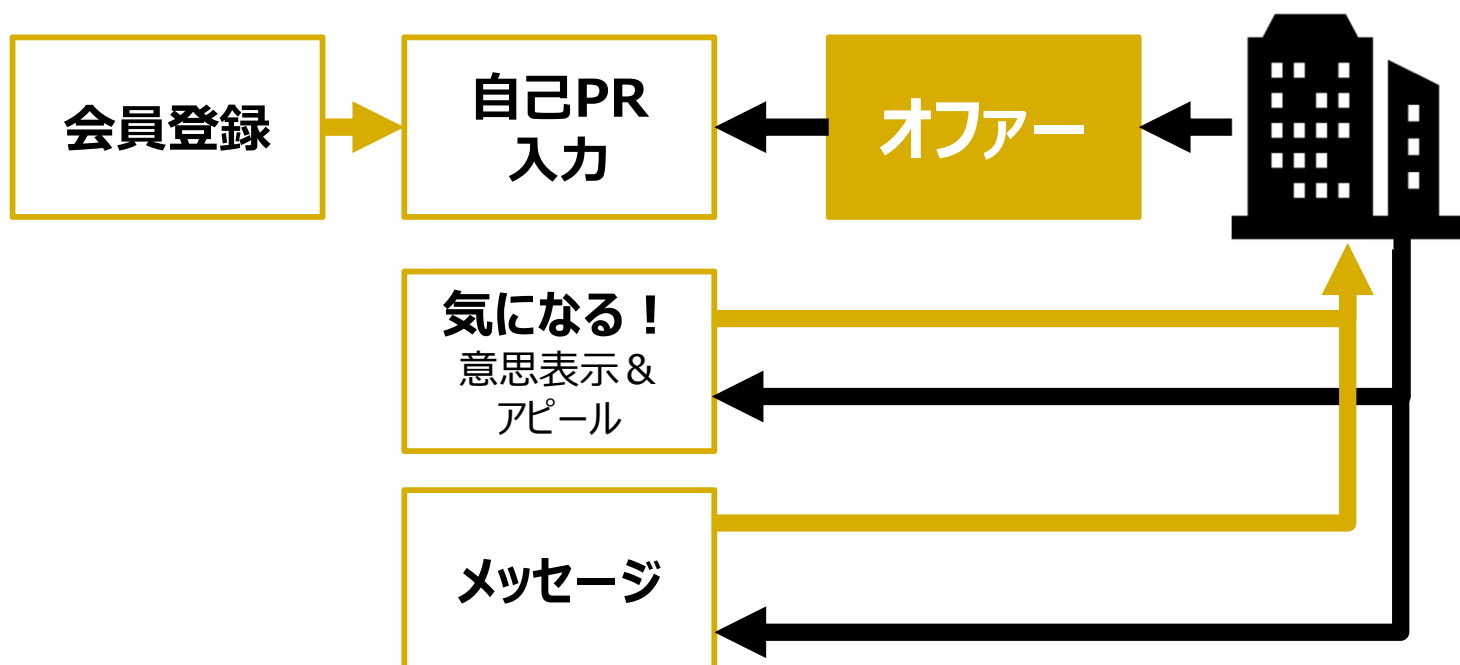 会員登録
自己PR
入力
オファー
気になる！
意思表示＆
アピール
メッセージ